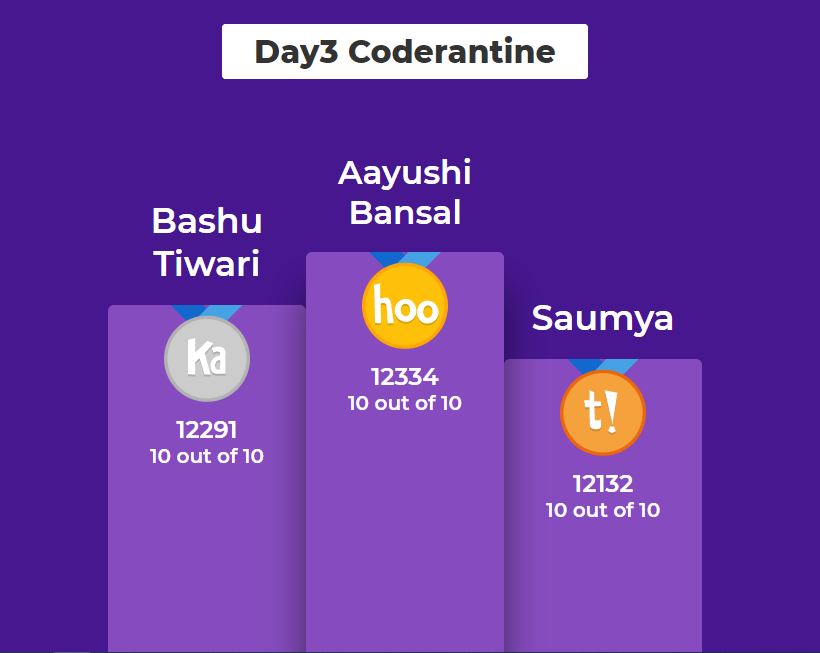 Day3 Coderantine
Aayushi
Bansal
Bashu
Tiwari
Saumya
hoo
12334
10 out of 10
Ka
12291
10 out of 10
t!
12132
10 out of 10